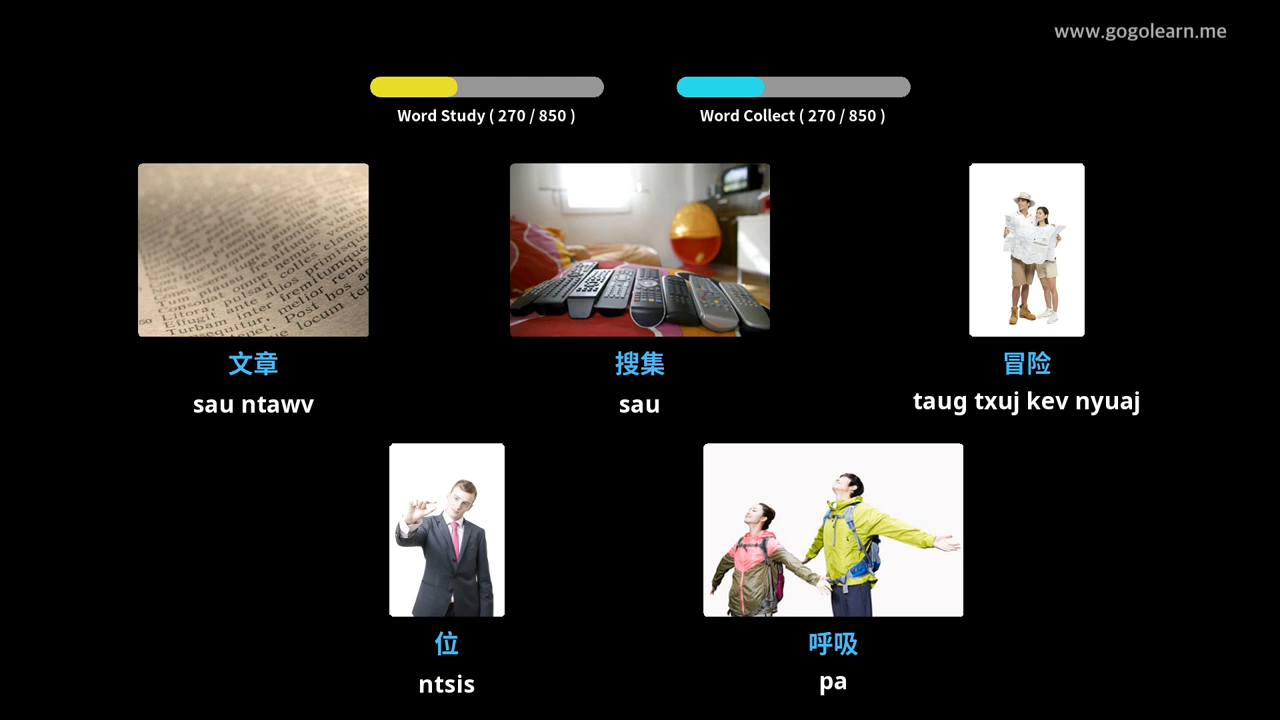 www.gogolearn.me
Word Study ( 270 / 850 )
Word Collect ( 270 / 850 )
文章
sau ntawv
搜集
sau
冒险
taug txuj kev nyuaj
位
ntsis
呼吸
pa